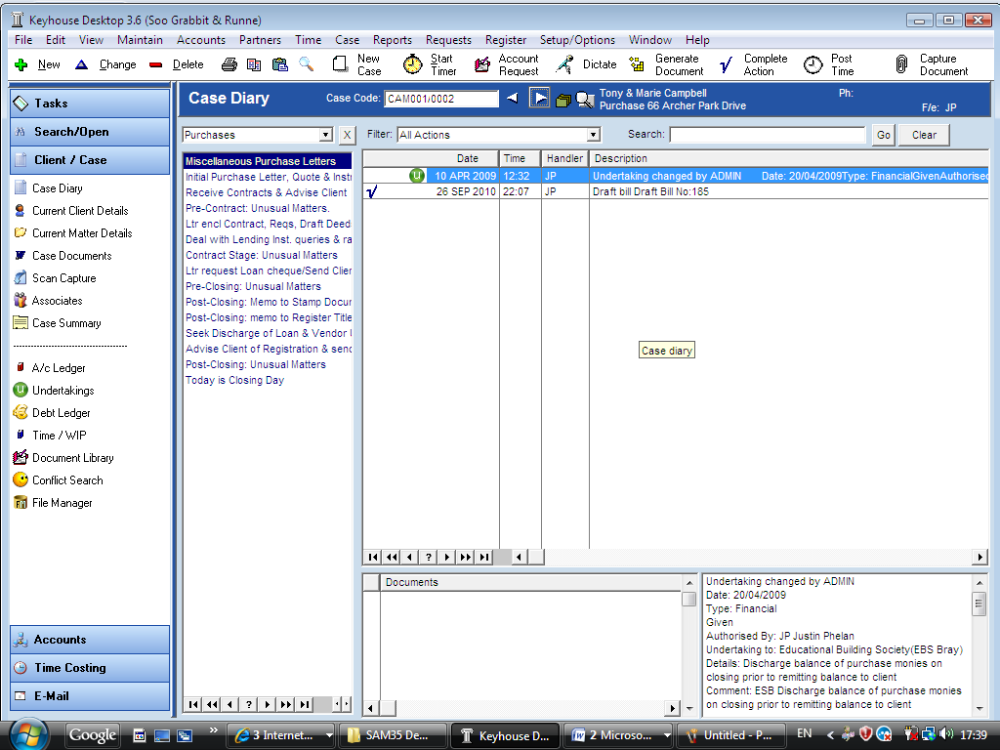 Keyhouse Desktop 3.6 (Soo Grabbit & Runne)
File Edit View Maintain Accounts Partners Time Case Reports Requests Register Setup/Options Window Help
New Change Delete New Case Start Timer Account Request Dictate Generate Document Complete Action Post Time Capture Document
Tasks
Search/Open
Client / Case
Case Diary
Current Client Details
Current Matter Details
Case Documents
Scan Capture
Associates
Case Summary
A/c Ledger
Undertakings
Debt Ledger
Time / WIP
Document Library
Conflict Search
File Manager
Accounts
Time Costing
E-Mail
Case Diary Case Code: CAM001/0002
Tony & Marie Campbell
Purchase 66 Archer Park Drive
Ph:
F/e: JP
Purchases X Filter: All Actions Search: Go Clear
Miscellaneous Purchase Letters
Initial Purchase Letter, Quote & Inst
Receive Contracts & Advise Client
Pre-Contract: Unusual Matters.
Ltr encl Contract, Reqs, Draft Deed
Deal with Lending Inst. queries & ra
Contract Stage: Unusual Matters
Ltr request Loan cheque/Send Clier
Pre-Closing: Unusual Matters
Post-Closing: Memo to Stamp Docur
Post-Closing: memo to Register Title
Seek Discharge of Loan & Vendor
Advise Client of Registration & senc
Post-Closing: Unusual Matters
Today is Closing Day
Date Time Handler Description
u 10 APR 2009 12:32 JP Undertaking changed by ADMIN Date: 20/04/2009Type: FinancialGivenAuthorised
26 SEP 2010 22:07 JP Draft bill Draft Bill No:185
Case diary
?
?
Documents
Undertaking changed by ADMIN
Date: 20/04/2009
Type: Financial
Given
Authorised By: JP Justin Phelan
Undertaking to: Educational Building Society(EBS Bray)
Details: Discharge balance of purchase monies on
closing prior to remitting balance to client
Comment: ESB Discharge balance of purchase monies
on closing prior to remitting balance to client
Google » 3 Internet... SAM35 De... Keyhouse D... 2 Microso... Untitled - P... EN 17:39